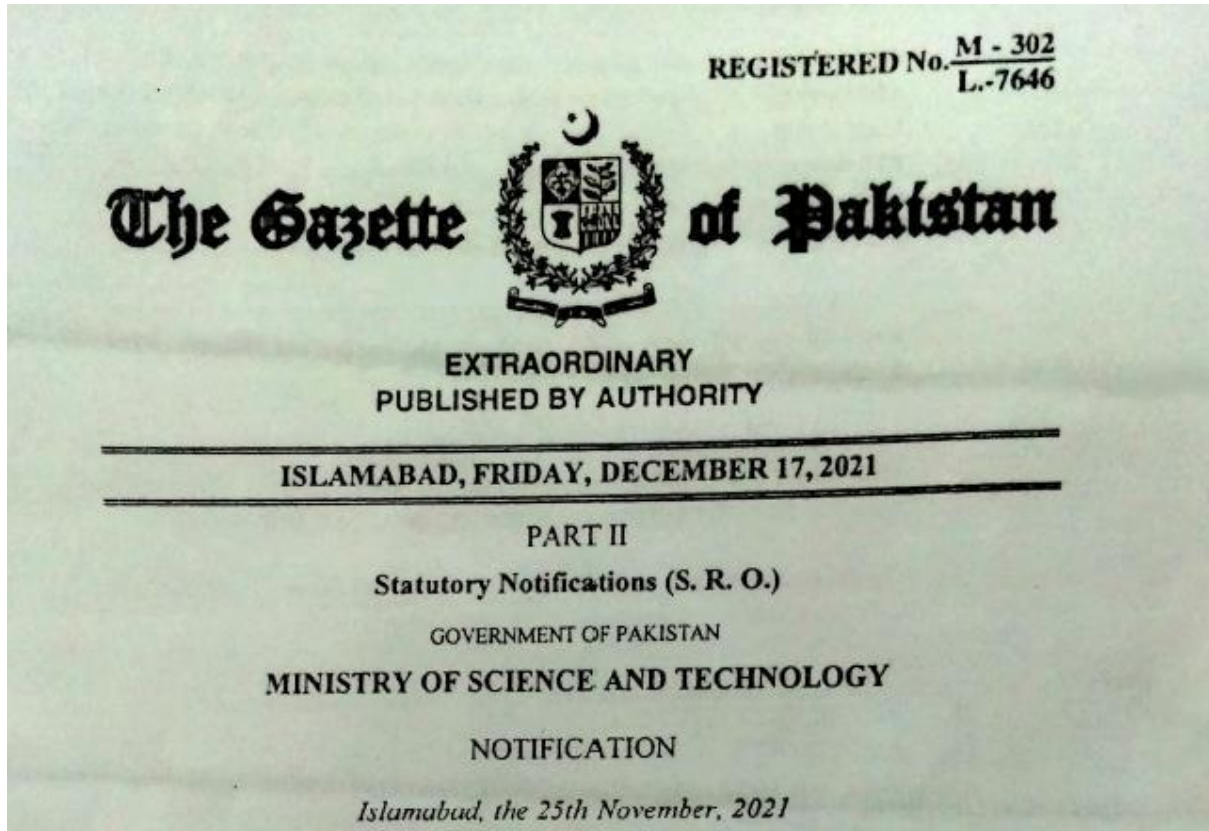 REGISTERED No. M - 302
L.-7646
The Gazette of Pakistan
EXTRAORDINARY
PUBLISHED BY AUTHORITY
ISLAMABAD, FRIDAY, DECEMBER 17, 2021
PART II
Statutory Notifications (S. R. O.)
GOVERNMENT OF PAKISTAN
MINISTRY OF SCIENCE AND TECHNOLOGY
NOTIFICATION
Islamabad, the 25th November, 2021